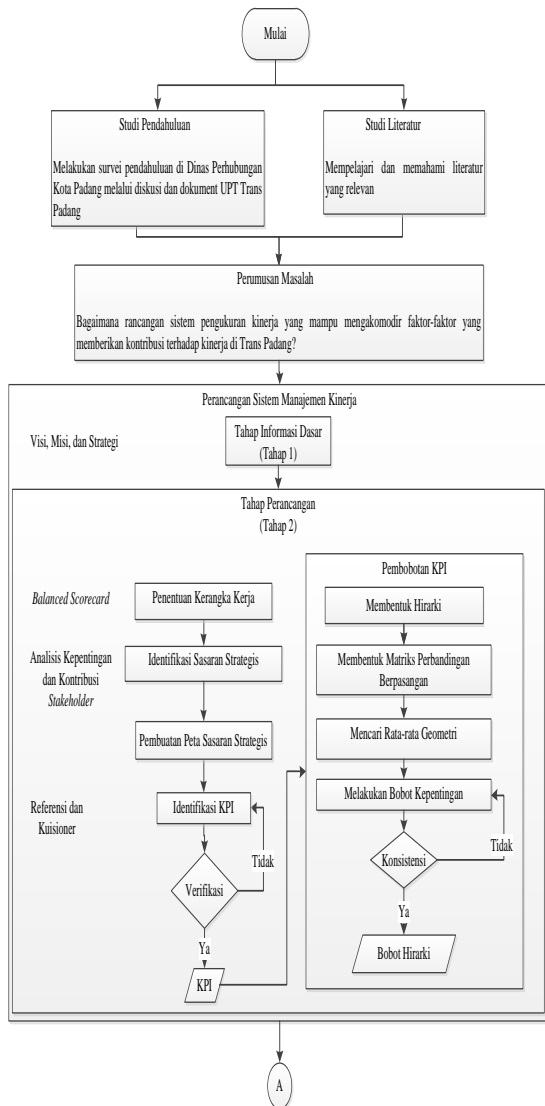 Mulai
Studi Pendahuluan
Melakukan survei pendahuluan di Dinas Perhubungan
Kota Padang melalui diskusi dan dokument UPT Trans
Padang
Studi Literatur
Mempelajari dan memahami literatur
yang relevan
Perumusan Masalah
Bagaimana rancangan sistem pengukuran kinerja yang mampu mengakomodir faktor-faktor yang
memberikan kontribusi terhadap kinerja di Trans Padang?
Perancangan Sistem Manajemen Kinerja
Visi, Misi, dan Strategi
Tahap Informasi Dasar
(Tahap 1)
Tahap Perancangan
(Tahap 2)
Balanced Scorecard
Penentuan Kerangka Kerja
Analisis Kepentingan
dan Kontribusi
Stakeholder
Identifikasi Sasaran Strategis
Pembuatan Peta Sasaran Strategis
Referensi dan
Kuisioner
Identifikasi KPI
Tidak
Verifikasi
Ya
KPI
Pembobotan KPI
Membentuk Hirarki
Membentuk Matriks Perbandingan
Berpasangan
Mencari Rata-rata Geometri
Melakukan Bobot Kepentingan
Tidak
Konsistensi
Ya
Bobot Hirarki
A